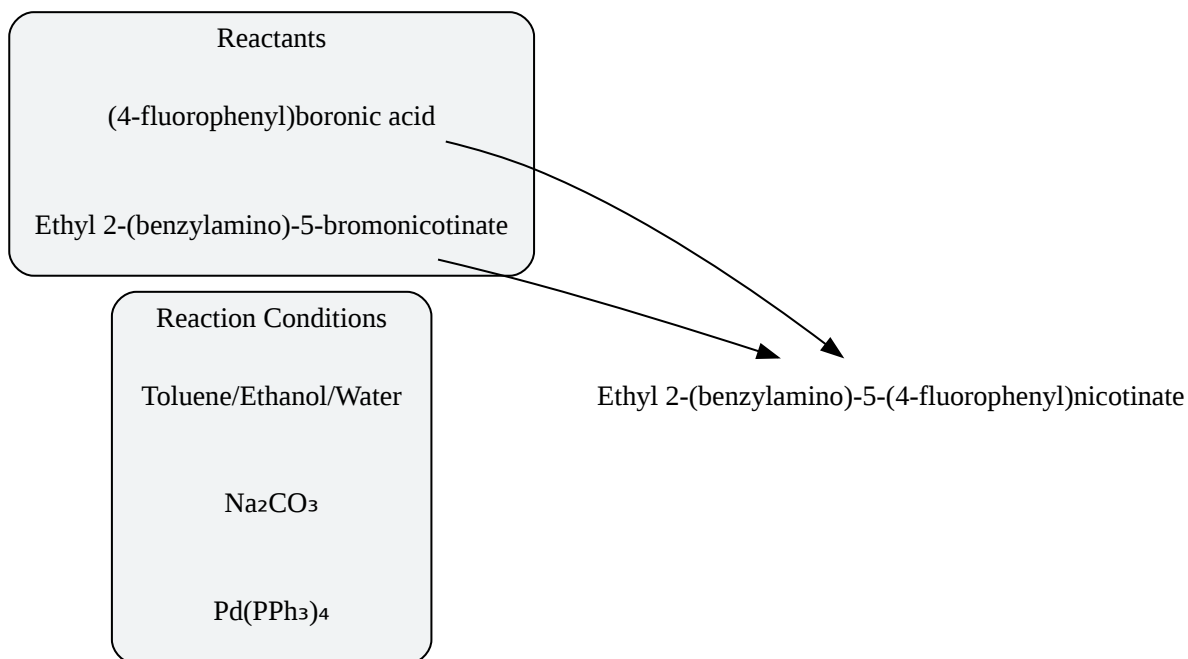 Reactants
(4-fluorophenyl)boronic acid
Ethyl 2-(benzylamino)-5-bromonicotinate
Reaction Conditions
Toluene/Ethanol/Water
Na₂CO₃
Pd(PPh₃)₄
Ethyl 2-(benzylamino)-5-(4-fluorophenyl)nicotinate